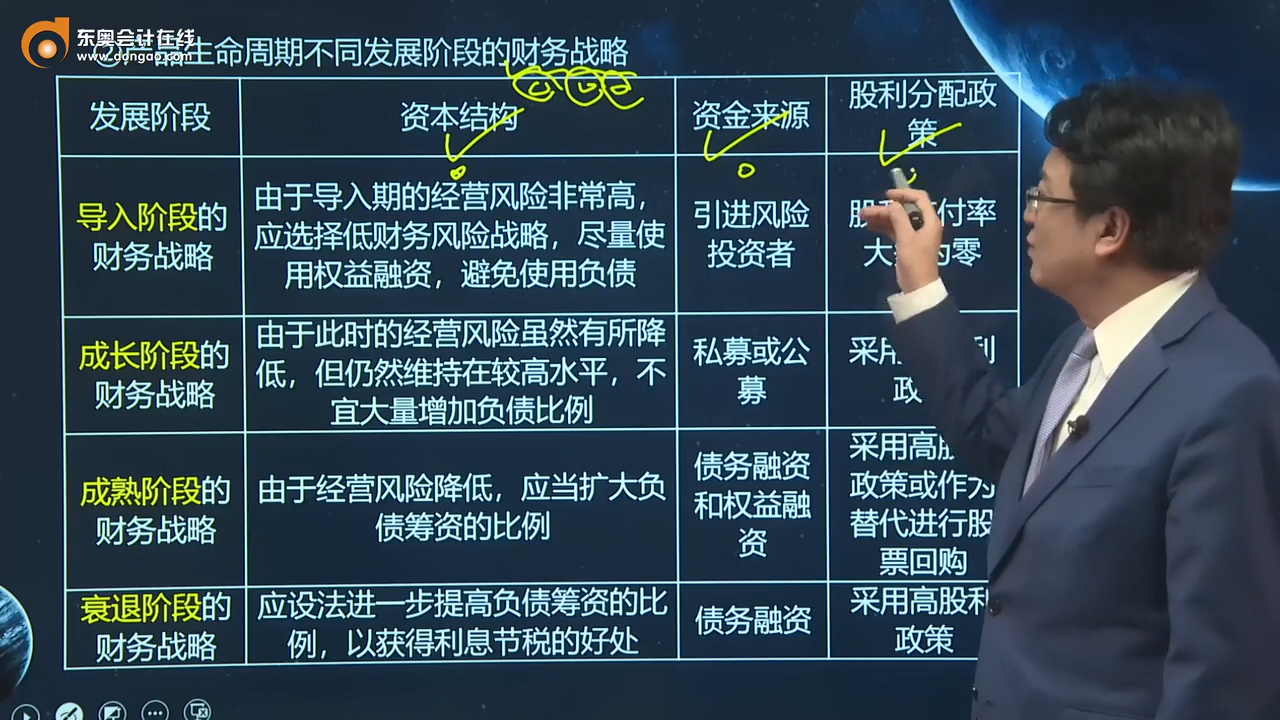 东奥会计在线
www.dongao.com
生命周期不同发展阶段的财务战略
发展阶段
资本结构
资金来源
股利分配政
策
导入阶段的
财务战略
由于导入期的经营风险非常高，
应选择低财务风险战略，尽量使
用权益融资，避免使用负债
引进风险
投资者
股利支付率
大多为零
成长阶段的
财务战略
由于此时的经营风险虽然有所降
低，但仍然维持在较高水平，不
宜大量增加负债比例
私募或公
募
采用
利
政
成熟阶段的
财务战略
由于经营风险降低，应当扩大负
债筹资的比例
债务融资
和权益融
资
采用高股
政策或作为
替代进行股
票回购
衰退阶段的
财务战略
应设法进一步提高负债筹资的比
例，以获得利息节税的好处
债务融资
采用高股利
政策